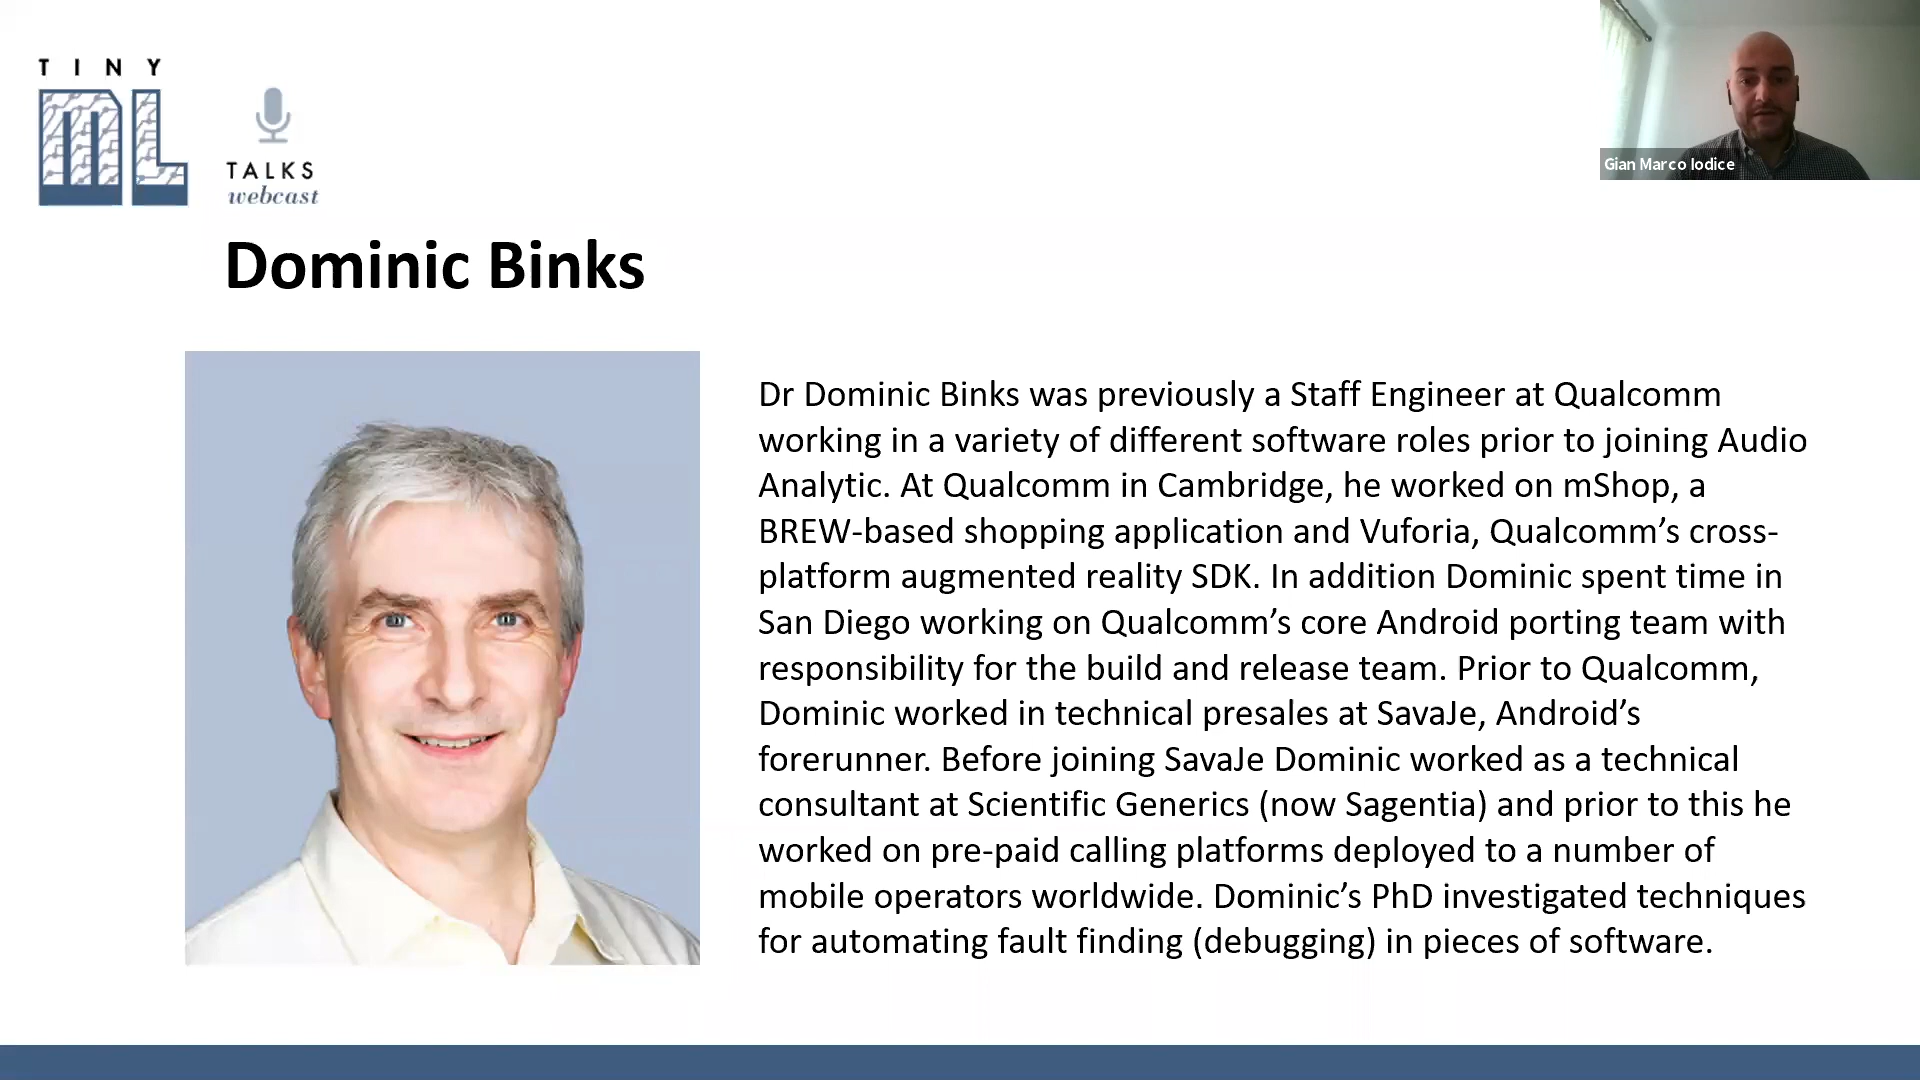 TINY
ML
TALKS
webcast
Gian Marco Iodice
Dominic Binks
Dr Dominic Binks was previously a Staff Engineer at Qualcomm
working in a variety of different software roles prior to joining Audio
Analytic. At Qualcomm in Cambridge, he worked on mShop, a
BREW-based shopping application and Vuforia, Qualcomm’s cross-
platform augmented reality SDK. In addition Dominic spent time in
San Diego working on Qualcomm’s core Android porting team with
responsibility for the build and release team. Prior to Qualcomm,
Dominic worked in technical presales at SavaJe, Android’s
forerunner. Before joining SavaJe Dominic worked as a technical
consultant at Scientific Generics (now Sagentia) and prior to this he
worked on pre-paid calling platforms deployed to a number of
mobile operators worldwide. Dominic’s PhD investigated techniques
for automating fault finding (debugging) in pieces of software.